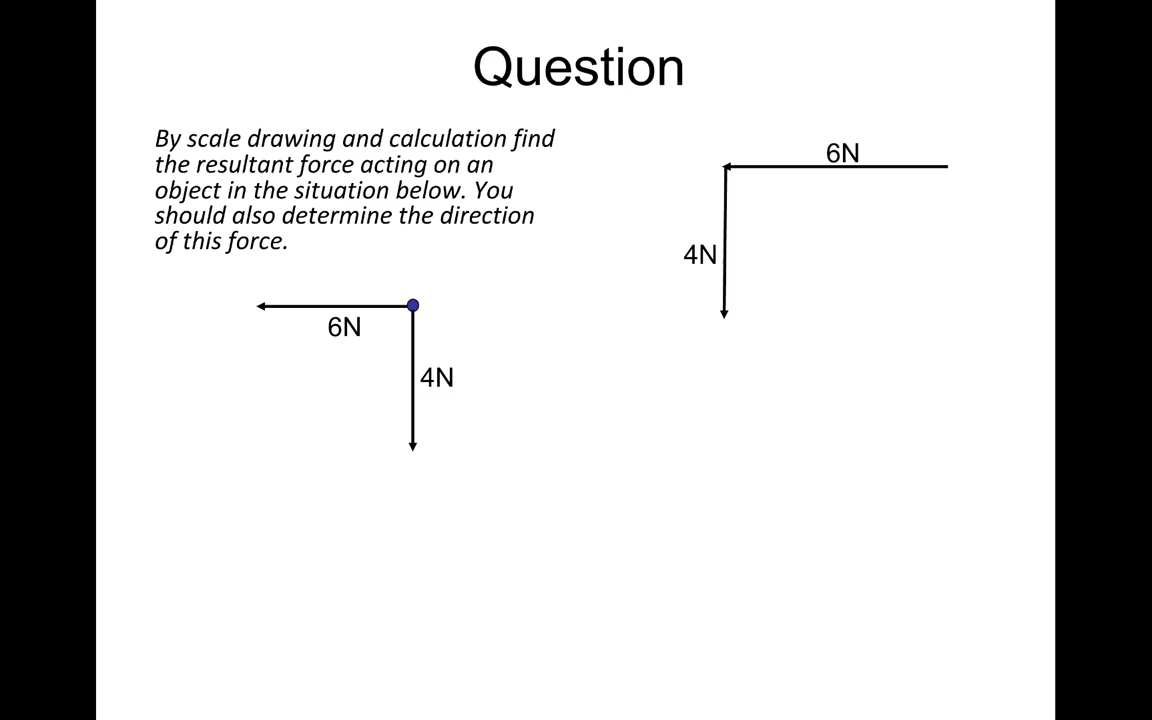 Question
By scale drawing and calculation find
the resultant force acting on an
object in the situation below. You
should also determine the direction
of this force.
6N
4N
6N
4N